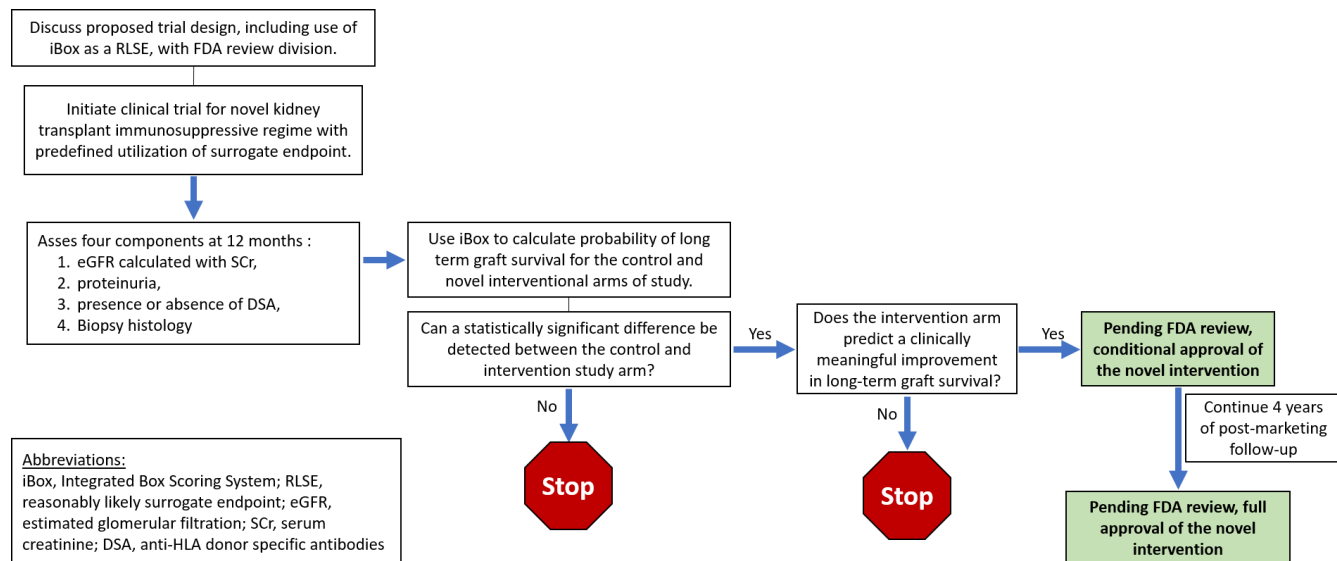 Discuss proposed trial design, including use of
iBox as a RLSE, with FDA review division.
Initiate clinical trial for novel kidney
transplant immunosuppressive regime with
predefined utilization of surrogate endpoint.
Asses four components at 12 months :
1. eGFR calculated with SCr,
2. proteinuria,
3. presence or absence of DSA,
4. Biopsy histology
Use iBox to calculate probability of long
term graft survival for the control and
novel interventional arms of study.
Can a statistically significant difference be
detected between the control and
intervention study arm?
Yes
No
Stop
Does the intervention arm
predict a clinically
meaningful improvement
in long-term graft survival?
Yes
No
Stop
Pending FDA review,
conditional approval of
the novel intervention
Continue 4 years
of post-marketing
follow-up
Pending FDA review, full
approval of the novel
intervention
Abbreviations:
iBox, Integrated Box Scoring System; RLSE,
reasonably likely surrogate endpoint; eGFR,
estimated glomerular filtration; SCr, serum
creatinine; DSA, anti-HLA donor specific antibodies